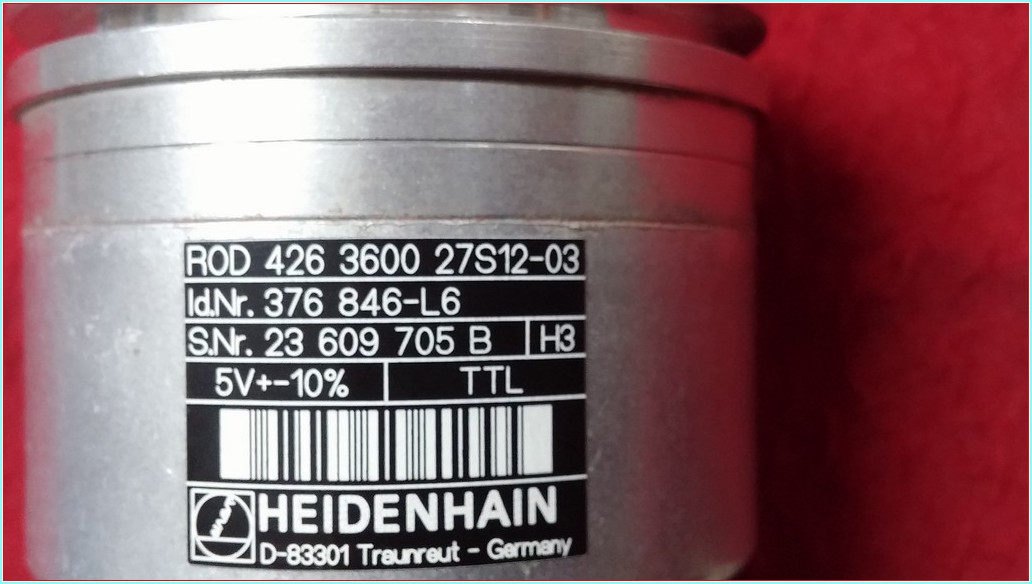 ROD 426 3600 27S12-03
Id.Nr. 376 846-L6
S.Nr. 23 609 705 B H3
5V+-10% TTL
HEIDENHAIN
D-83301 Traunreut - Germany